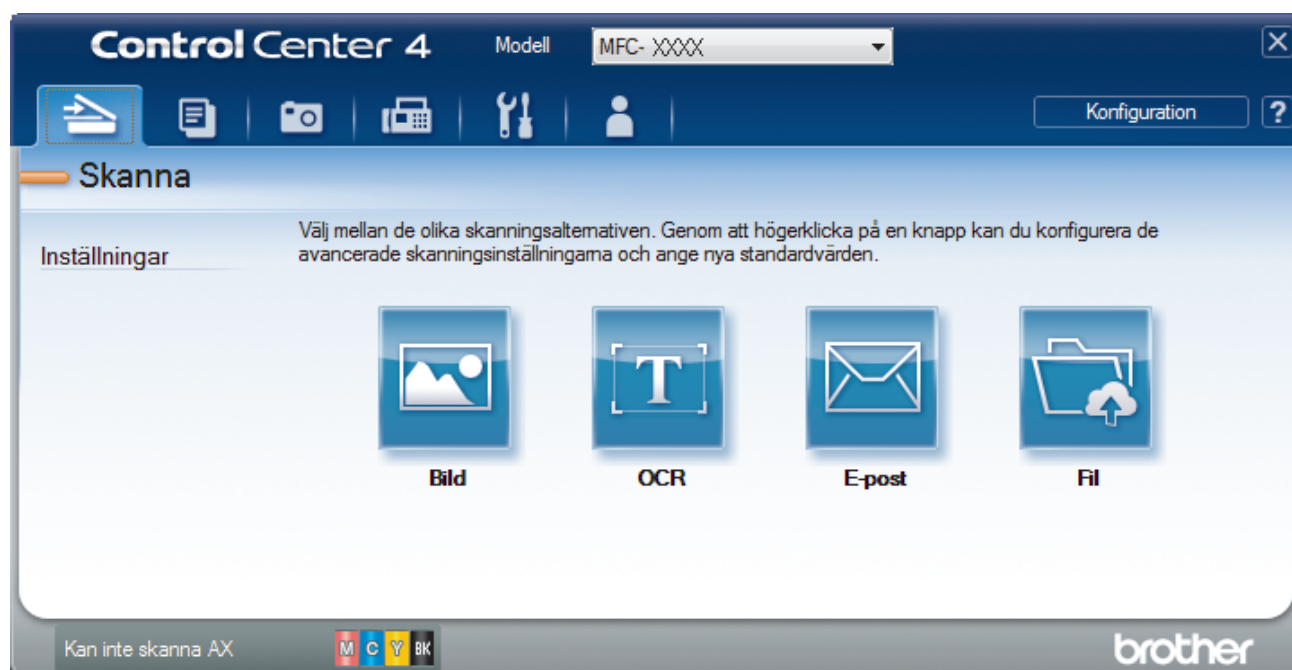 Control Center 4 Modell MFC- XXXX
Konfiguration ?
Skanna
Inställningar
Välj mellan de olika skanningsalternativen. Genom att högerklicka på en knapp kan du konfigurera de
avancerade skanningsinställningarna och ange nya standardvärden.
T
Bild OCR E-post Fil
Kan inte skanna AX M C Y BK brother